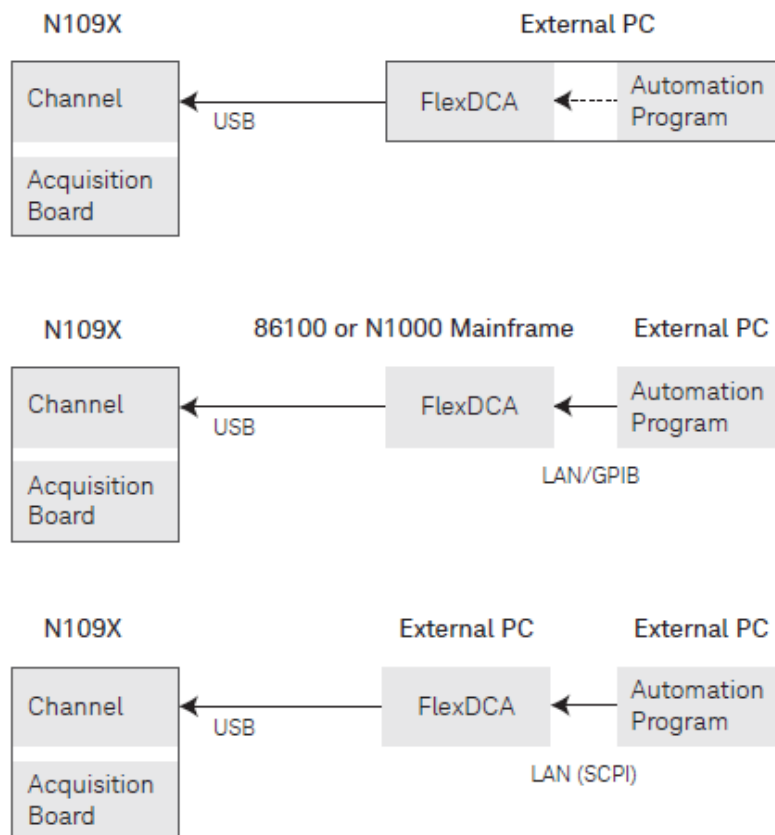 N109X
External PC
Channel
USB
FlexDCA
Automation
Program
Acquisition
Board
N109X
86100 or N1000 Mainframe
External PC
Channel
USB
FlexDCA
Automation
Program
LAN/GPIB
Acquisition
Board
N109X
External PC
External PC
Channel
USB
FlexDCA
Automation
Program
LAN (SCPI)
Acquisition
Board